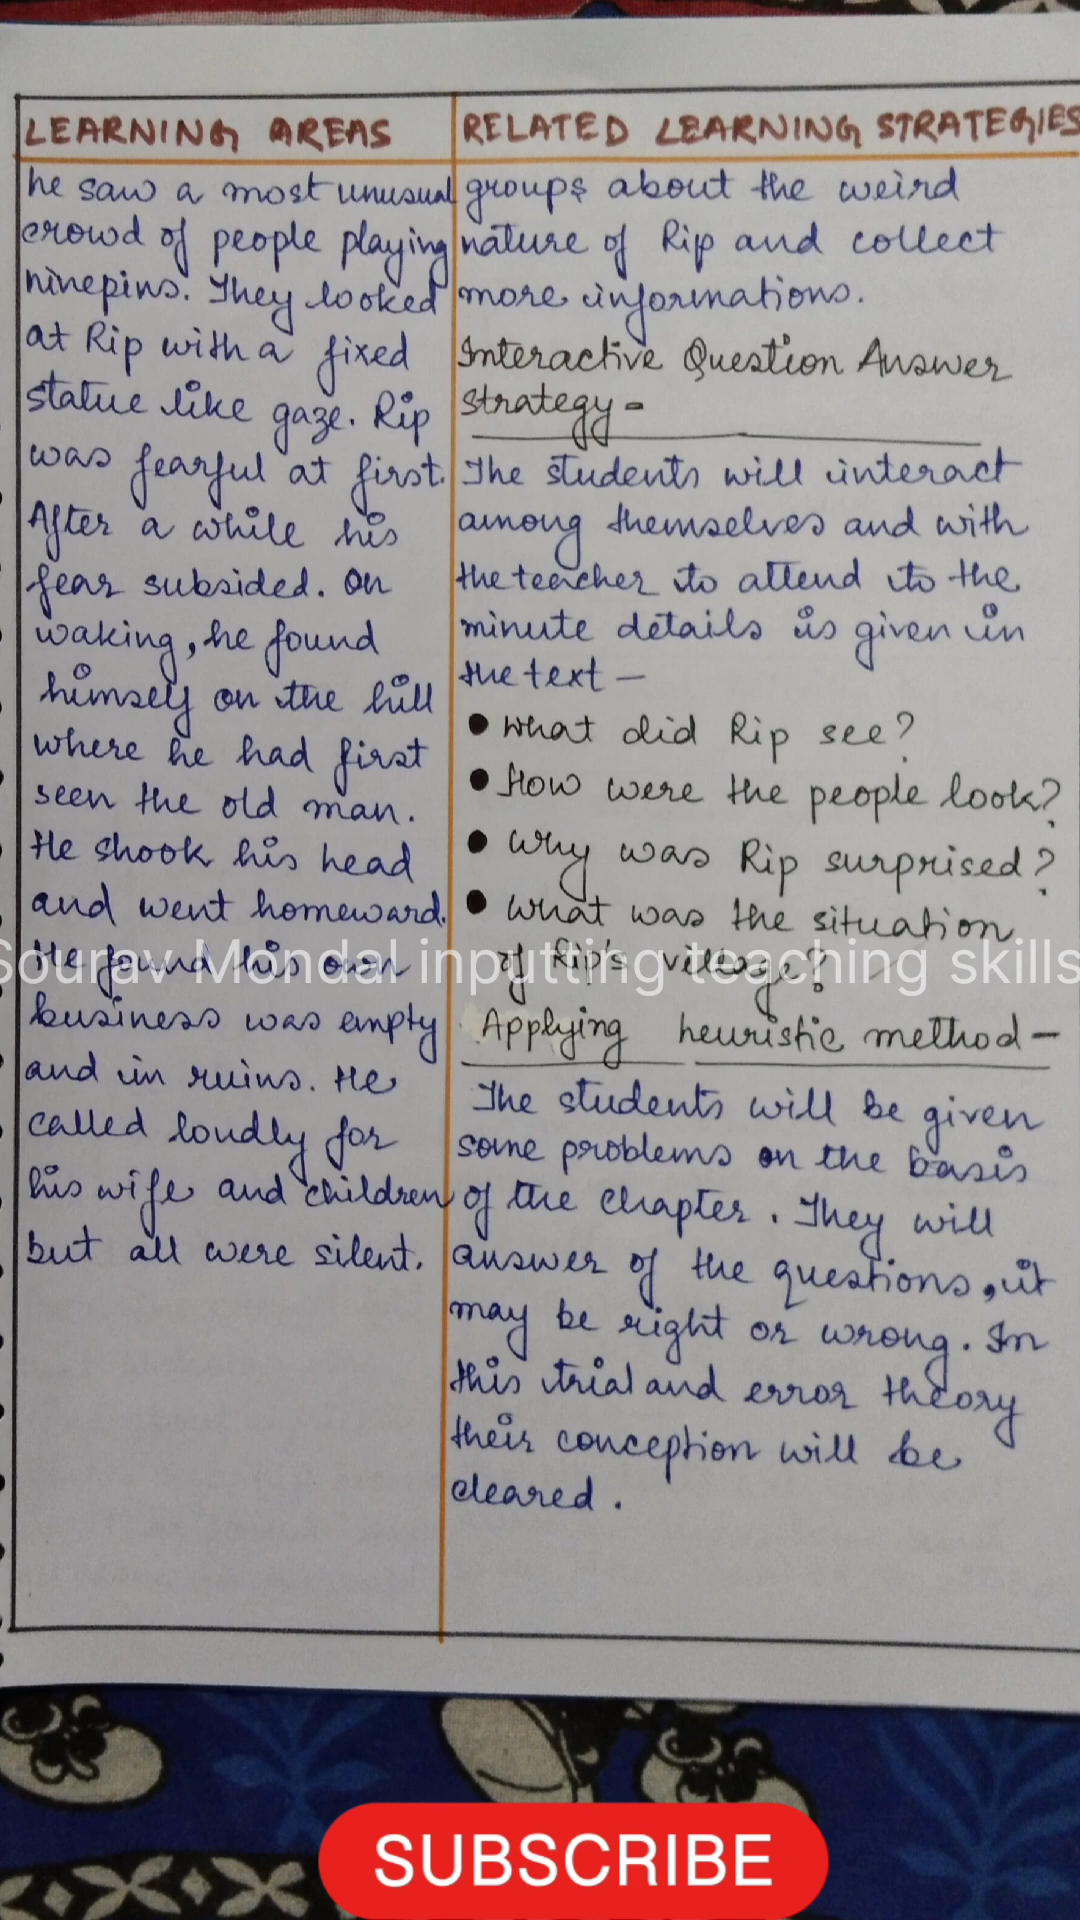 LEARNING AREAS
he saw a most unusual
crowd of people playing
ninepins. They looked
at Rip with a fixed
statue like gaze. Rip
was fearful at first.
After a while his
fear subsided. On
waking, he found
himself on the hill
where he had first
seen the old man.
He shook his head
and went homeward.
He found his own
business was empty
and in ruins. He
called loudly for
his wife and children
but all were silent.
RELATED LEARNING STRATEGIES
groups about the weird
nature of Rip and collect
more informations.
Interactive Question Answer
strategy -
The students will interact
among themselves and with
the teacher to attend to the
minute details is given in
the text —
● What did Rip see?
● How were the people look?
● Why was Rip surprised?
● What was the situation
of Rip's village?
Applying heuristic method —
The students will be given
some problems on the basis
of the chapter. They will
answer of the questions, it
may be right or wrong. In
this trial and error theory
their conception will be
cleared.
Sourav Mondal inputting teaching skills
SUBSCRIBE